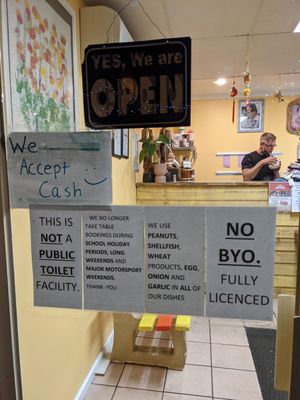 YES, We are
OPEN
We
Accept
Cash
THIS IS
NOT A
PUBLIC
TOILET
FACILITY.
WE NO LONGER
TAKE TABLE
BOOKINGS DURING
SCHOOL HOLIDAY
PERIODS, LONG
WEEKENDS AND
MAJOR MOTORSPORT
WEEKENDS.
THANK- YOU
WE USE
PEANUTS,
SHELLFISH,
WHEAT
PRODUCTS, EGG,
ONION AND
GARLIC IN ALL OF
OUR DISHES
NO
BYO.
FULLY
LICENCED